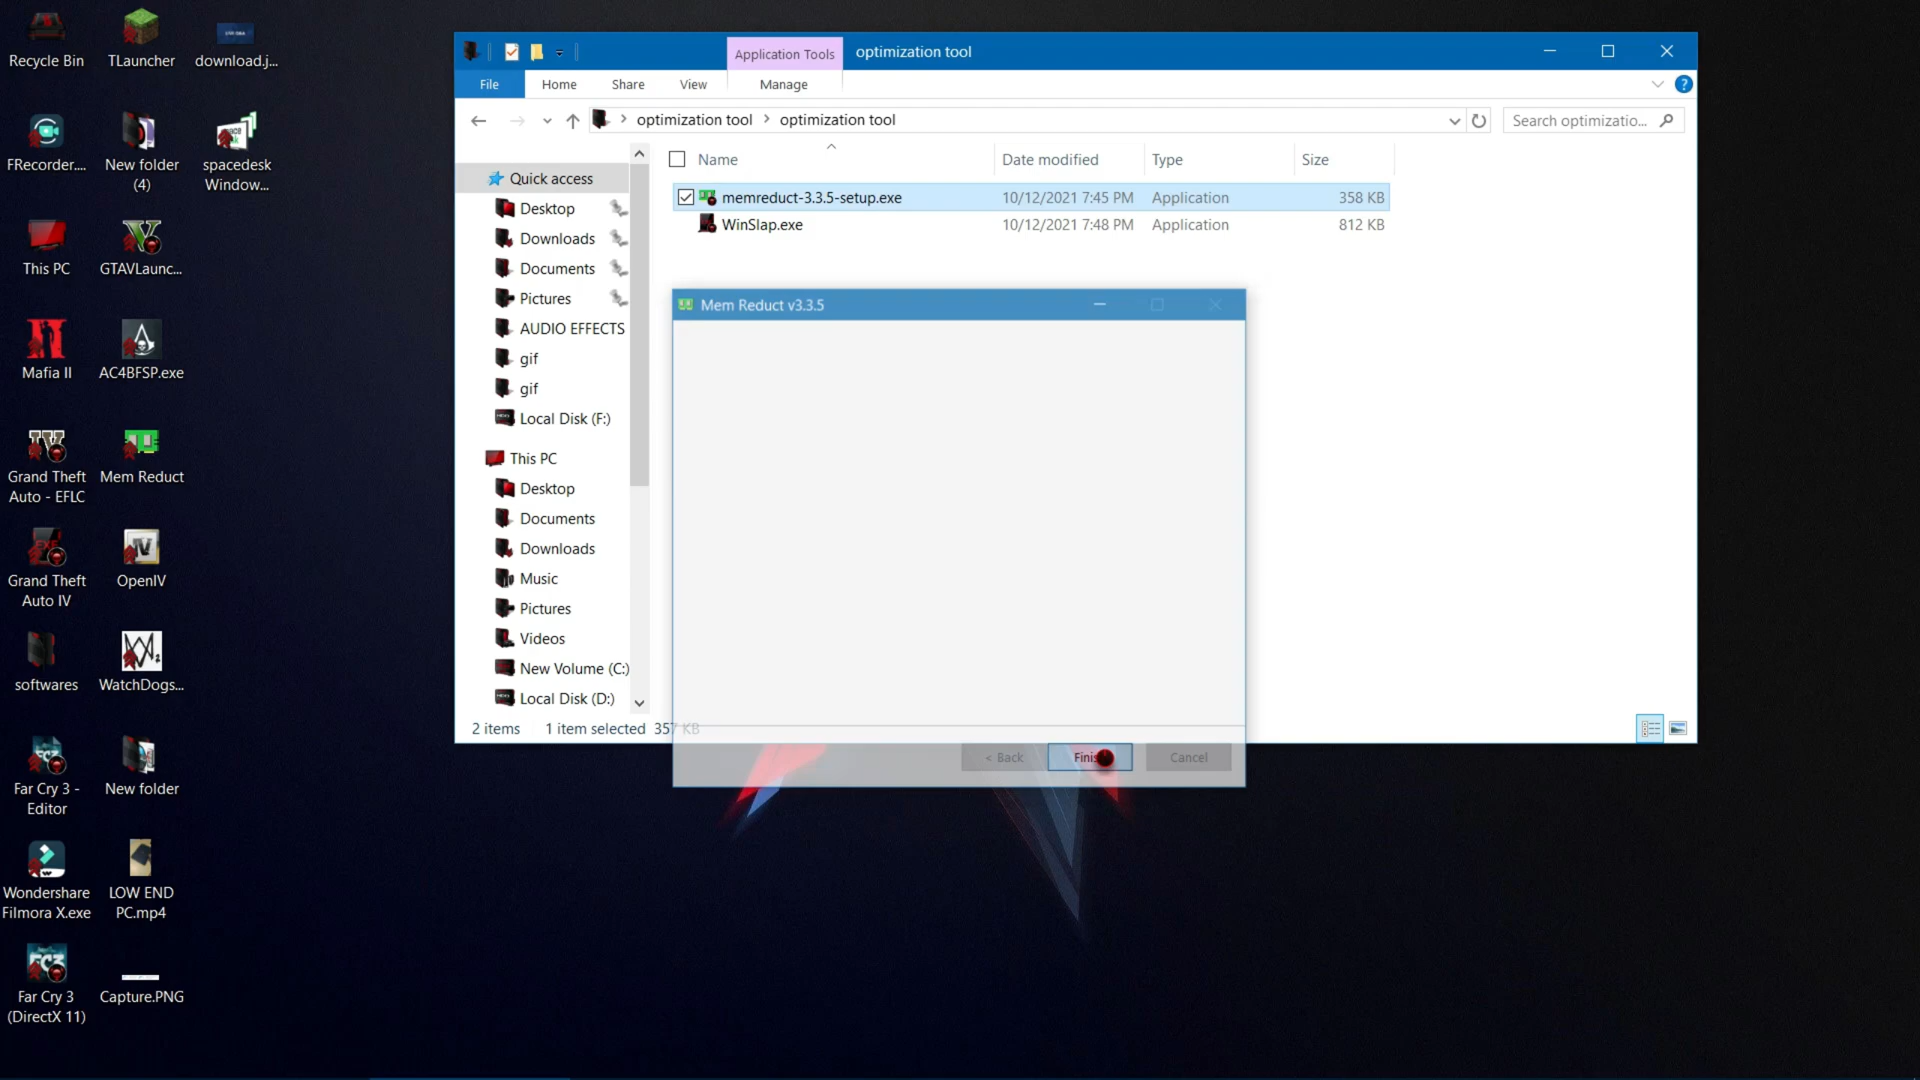 Recycle Bin
TLauncher
download.j...
FRecorder....
New folder
(4)
spacedesk
Window...
This PC
GTAVLaunc...
Mafia II
AC4BFSP.exe
Grand Theft
Auto - EFLC
Mem Reduct
Grand Theft
Auto IV
OpenIV
softwares
WatchDogs...
Far Cry 3 -
Editor
New folder
Wondershare
Filmora X.exe
LOW END
PC.mp4
Far Cry 3
(DirectX 11)
Capture.PNG
Application Tools
optimization tool
File
Home
Share
View
Manage
optimization tool > optimization tool
Search optimizatio...
Name
Date modified
Type
Size
memreduct-3.3.5-setup.exe 10/12/2021 7:45 PM Application 358 KB
WinSlap.exe 10/12/2021 7:48 PM Application 812 KB
Quick access
Desktop
Downloads
Documents
Pictures
AUDIO EFFECTS
gif
gif
Local Disk (F:)
This PC
Desktop
Documents
Downloads
Music
Pictures
Videos
New Volume (C:)
Local Disk (D:)
2 items 1 item selected 357 KB
Mem Reduct v3.3.5
< Back
Cancel